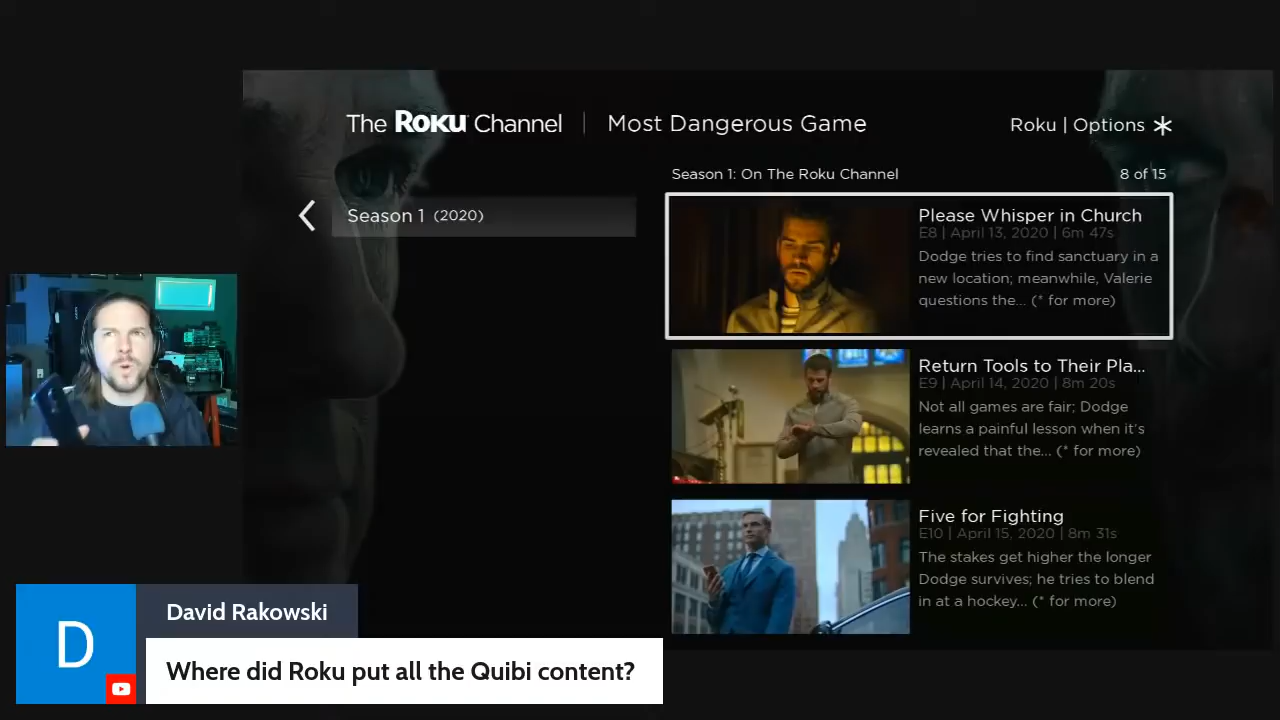 The Roku Channel | Most Dangerous Game
Roku | Options *
Season 1 (2020)
Season 1: On The Roku Channel
8 of 15
Please Whisper in Church
E8 | April 13, 2020 | 6m 47s
Dodge tries to find sanctuary in a
new location; meanwhile, Valerie
questions the... (* for more)
Return Tools to Their Pla...
E9 | April 14, 2020 | 8m 20s
Not all games are fair; Dodge
learns a painful lesson when it's
revealed that the... (* for more)
Five for Fighting
E10 | April 15, 2020 | 8m 31s
The stakes get higher the longer
Dodge survives; he tries to blend
in at a hockey... (* for more)
D
David Rakowski
Where did Roku put all the Quibi content?